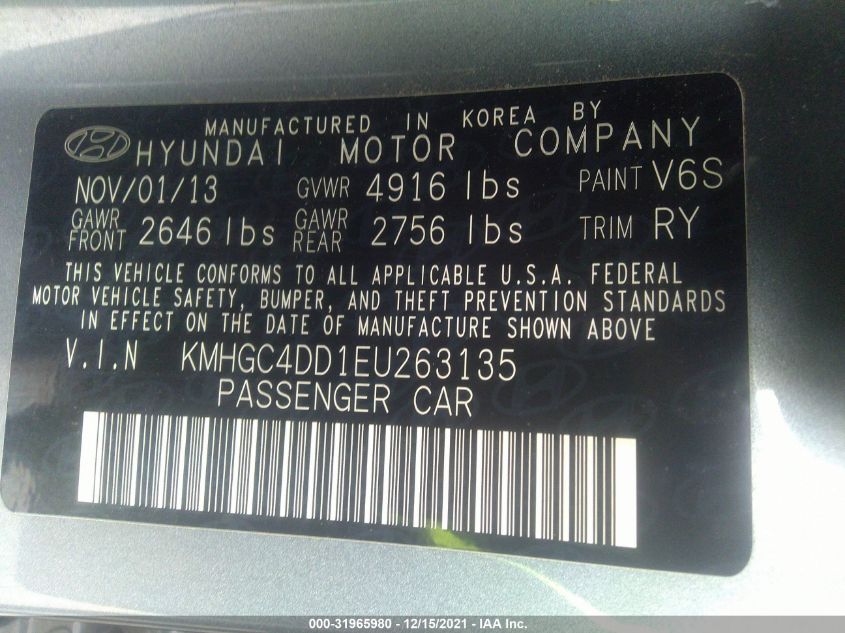 MANUFACTURED IN KOREA BY
HYUNDAI MOTOR COMPANY
NOV/01/13 GVWR 4916 lbs PAINT V6S
GAWR FRONT 2646 lbs GAWR REAR 2756 lbs TRIM RY
THIS VEHICLE CONFORMS TO ALL APPLICABLE U.S.A. FEDERAL
MOTOR VEHICLE SAFETY, BUMPER, AND THEFT PREVENTION STANDARDS
IN EFFECT ON THE DATE OF MANUFACTURE SHOWN ABOVE
V.I.N KMHGC4DD1EU263135
PASSENGER CAR
000-31965980 - 12/15/2021 - IAA Inc.